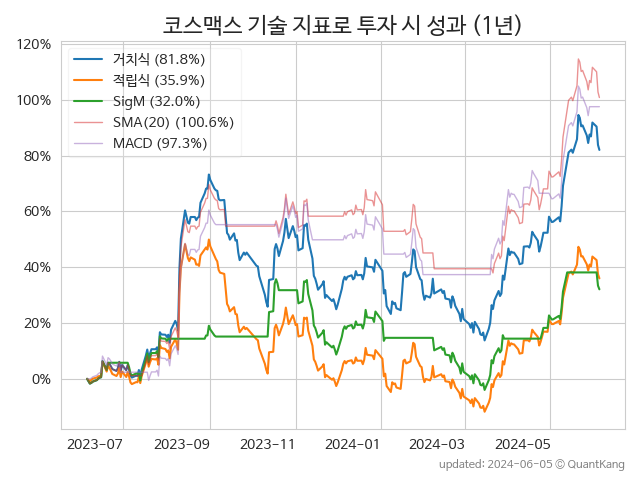 코스맥스 기술 지표로 투자 시 성과 (1년)
120%
100%
80%
60%
40%
20%
0%
거치식 (81.8%)
적립식 (35.9%)
SigM (32.0%)
SMA(20) (100.6%)
MACD (97.3%)
2023-07
2023-09
2023-11
2024-01
2024-03
2024-05
updated: 2024-06-05 ⓒ QuantKang